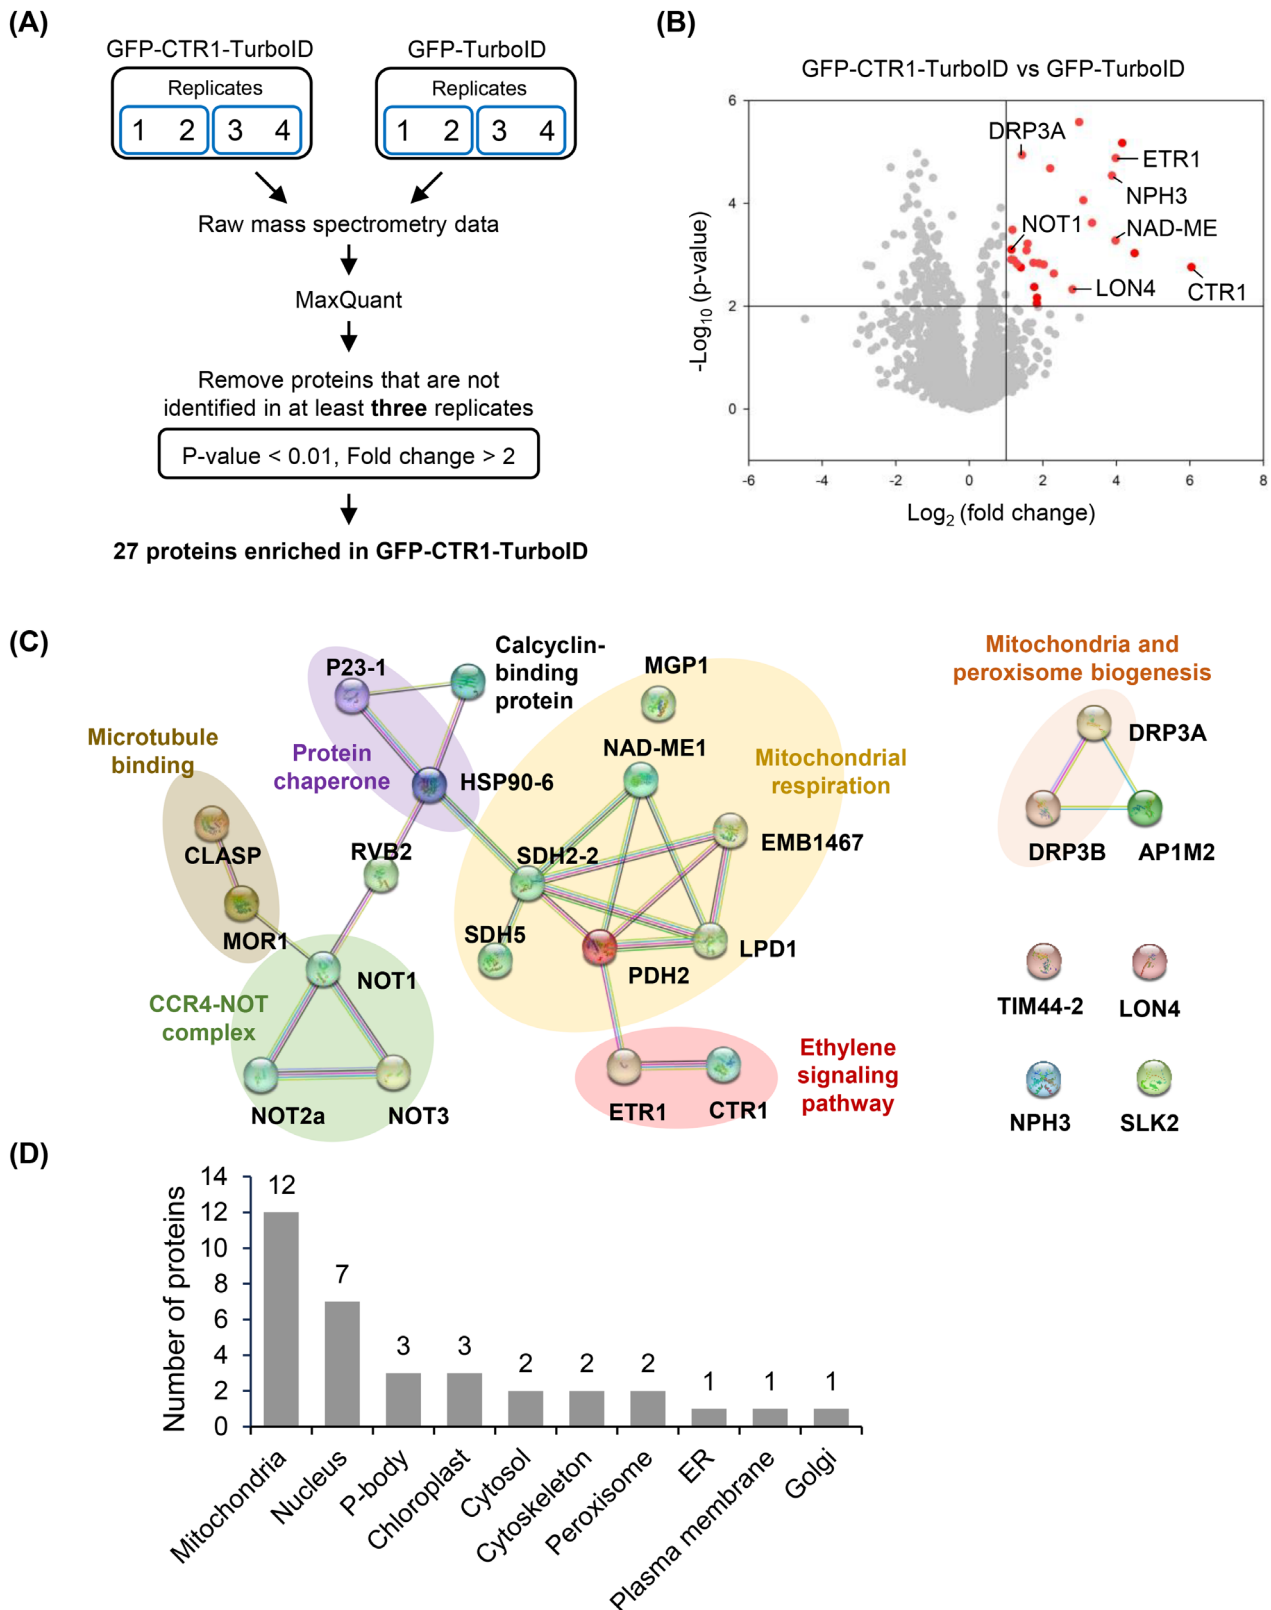 (A)
GFP-CTR1-TurboID
GFP-TurboID
Replicates
1 2 3 4
Replicates
1 2 3 4
Raw mass spectrometry data
MaxQuant
Remove proteins that are not
identified in at least three replicates
P-value < 0.01, Fold change > 2
27 proteins enriched in GFP-CTR1-TurboID
(B)
GFP-CTR1-TurboID vs GFP-TurboID
-Log10 (p-value)
6
4
2
0
DRP3A
ETR1
NPH3
NOT1
NAD-ME
LON4
CTR1
-6 -4 -2 0 2 4 6 8
Log2 (fold change)
(C)
P23-1
Calcyclin-
binding
protein
Protein
chaperone
HSP90-6
Microtubule
binding
CLASP
MOR1
RVB2
CCR4-NOT
complex
NOT1
NOT2a
NOT3
MGP1
NAD-ME1
Mitochondrial
respiration
EMB1467
SDH2-2
SDH5
LPD1
PDH2
ETR1
CTR1
Ethylene
signaling
pathway
Mitochondria and
peroxisome biogenesis
DRP3A
DRP3B
AP1M2
TIM44-2
LON4
NPH3
SLK2
(D)
Number of proteins
14
12
10
8
6
4
2
0
12
7
3
3
2
2
2
1
1
1
Mitochondria
Nucleus
P-body
Chloroplast
Cytosol
Cytoskeleton
Peroxisome
ER
Plasma membrane
Golgi